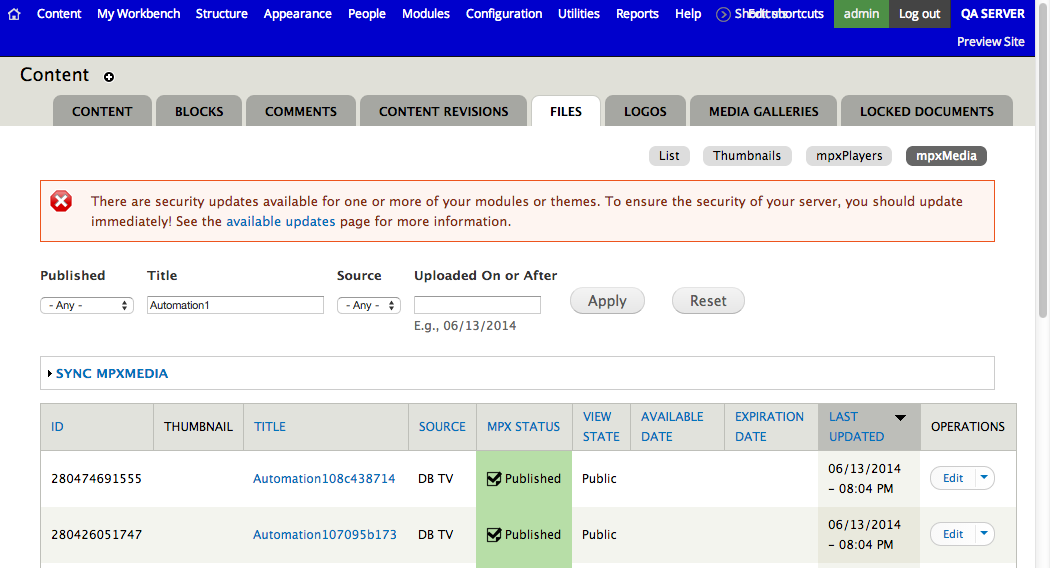 Content My Workbench Structure Appearance People Modules Configuration Utilities Reports Help Edit shortcuts admin Log out QA SERVER
Preview Site
Content
CONTENT BLOCKS COMMENTS CONTENT REVISIONS FILES LOGOS MEDIA GALLERIES LOCKED DOCUMENTS
List Thumbnails mpxPlayers mpxMedia
There are security updates available for one or more of your modules or themes. To ensure the security of your server, you should update
immediately! See the available updates page for more information.
Published Title Source Uploaded On or After
- Any - Automation1 - Any - Apply Reset
E.g., 06/13/2014
SYNC MPXMEDIA
ID THUMBNAIL TITLE SOURCE MPX STATUS VIEW STATE AVAILABLE DATE EXPIRATION DATE LAST UPDATED OPERATIONS
280474691555 Automation108c438714 DB TV Published Public 06/13/2014 – 08:04 PM Edit
280426051747 Automation107095b173 DB TV Published Public 06/13/2014 – 08:04 PM Edit